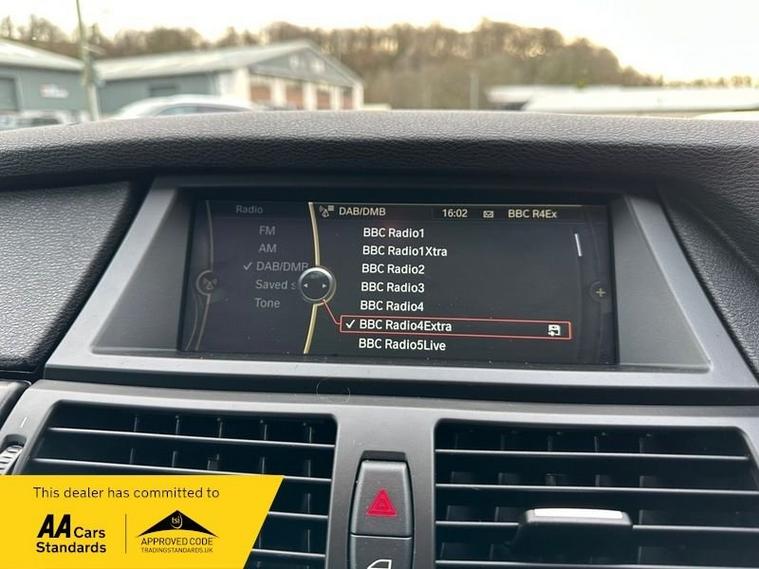 Radio
DAB/DMB 16:02 BBC R4Ex
FM
AM
DAB/DMB
Saved s
Tone
BBC Radio1
BBC Radio1Xtra
BBC Radio2
BBC Radio3
BBC Radio4
BBC Radio4Extra
BBC Radio5Live
This dealer has committed to
AA Cars
Standards
tsi
APPROVED CODE
TRADINGSTANDARDS.UK